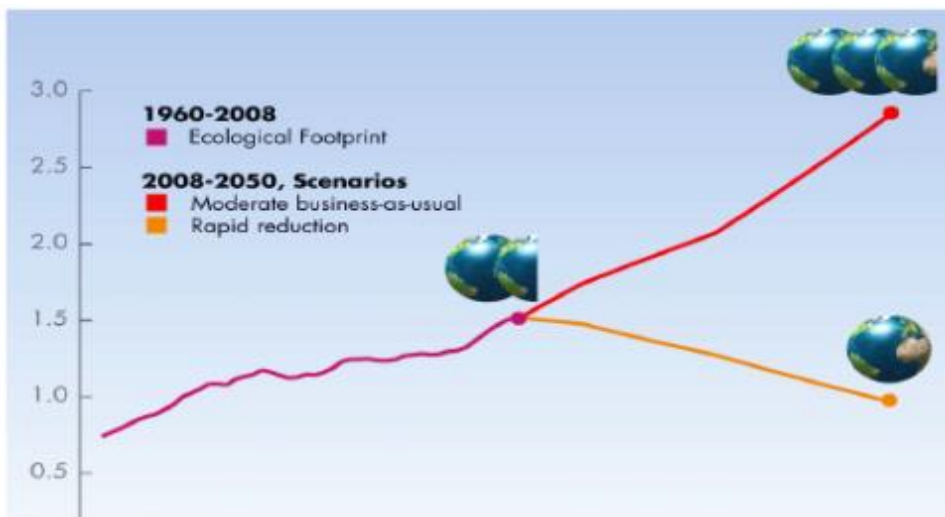 3.0
2.5
2.0
1.5
1.0
0.5
1960-2008
Ecological Footprint
2008-2050, Scenarios
Moderate business-as-usual
Rapid reduction